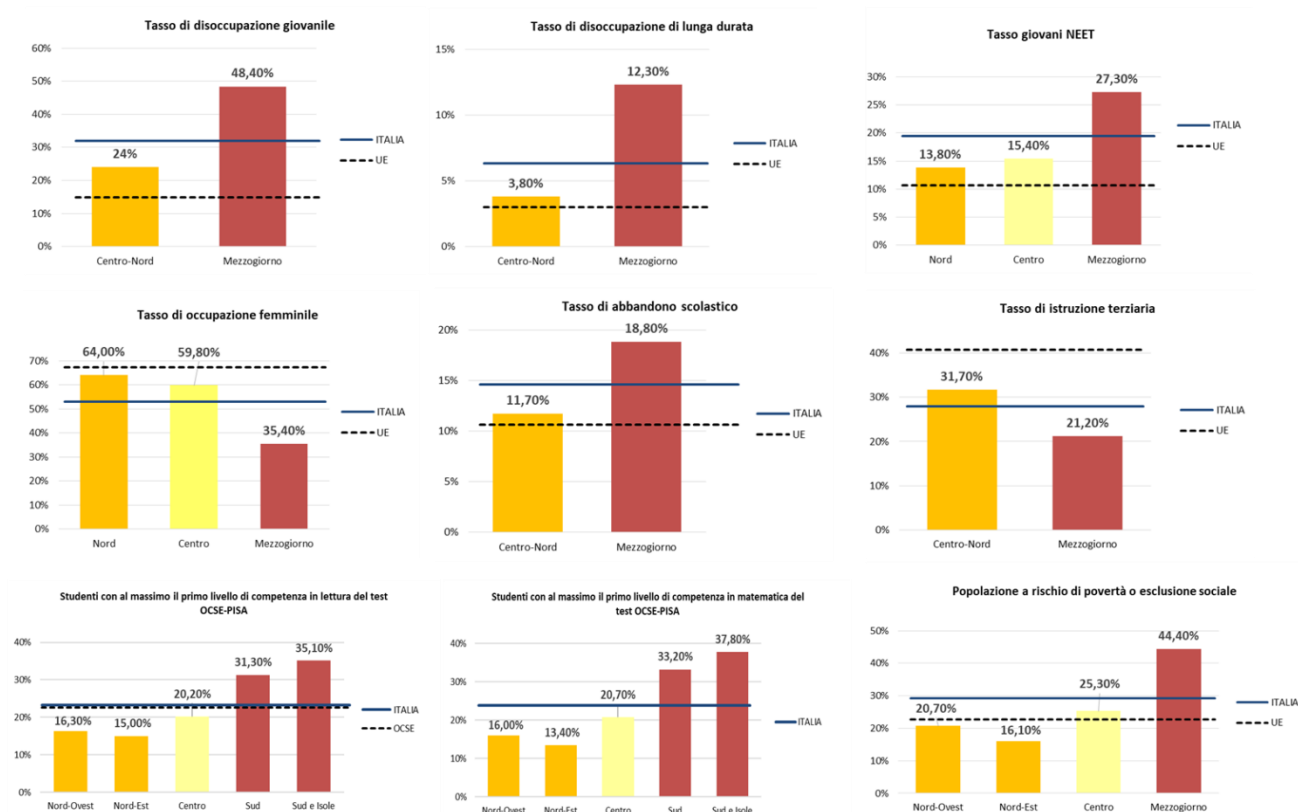 Tasso di disoccupazione giovanile
60%
50%
40%
30%
20%
10%
0%
24%
48,40%
Centro-Nord
Mezzogiorno
ITALIA
UE
Tasso di disoccupazione di lunga durata
15%
10%
5%
0%
3,80%
12,30%
Centro-Nord
Mezzogiorno
ITALIA
UE
Tasso giovani NEET
30%
25%
20%
15%
10%
5%
0%
13,80%
15,40%
27,30%
Nord
Centro
Mezzogiorno
ITALIA
UE
Tasso di occupazione femminile
70%
60%
50%
40%
30%
20%
10%
0%
64,00%
59,80%
35,40%
Nord
Centro
Mezzogiorno
ITALIA
UE
Tasso di abbandono scolastico
20%
15%
10%
5%
0%
11,70%
18,80%
Centro-Nord
Mezzogiorno
ITALIA
UE
Tasso di istruzione terziaria
40%
30%
20%
10%
0%
31,70%
21,20%
Centro-Nord
Mezzogiorno
ITALIA
UE
Studenti con al massimo il primo livello di competenza in lettura del test
OCSE-PISA
40%
30%
20%
10%
0%
16,30%
15,00%
20,20%
31,30%
35,10%
Nord-Ovest
Nord-Est
Centro
Sud
Sud e Isole
ITALIA
OCSE
Studenti con al massimo il primo livello di competenza in matematica del
test OCSE-PISA
40%
30%
20%
10%
0%
16,00%
13,40%
20,70%
33,20%
37,80%
Nord-Ovest
Nord-Est
Centro
Sud
Sud e Isole
ITALIA
Popolazione a rischio di povertà o esclusione sociale
50%
40%
30%
20%
10%
0%
20,70%
16,10%
25,30%
44,40%
Nord-Ovest
Nord-Est
Centro
Mezzogiorno
ITALIA
UE